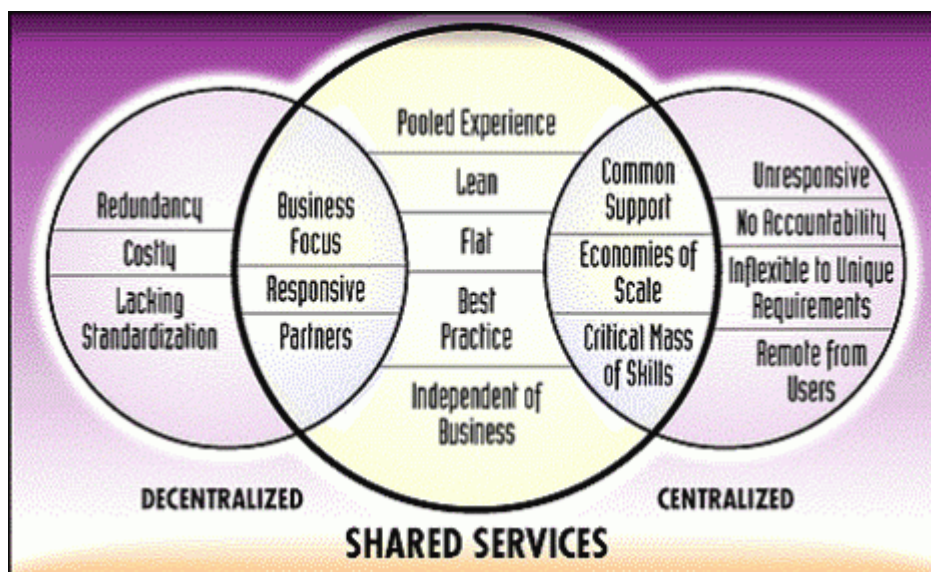 Redundancy
Costly
Lacking
Standardization
Business
Focus
Responsive
Partners
Pooled Experience
Lean
Flat
Best
Practice
Independent of
Business
Common
Support
Economies of
Scale
Critical Mass
of Skills
Unresponsive
No Accountability
Inflexible to Unique
Requirements
Remote from
Users
DECENTRALIZED
CENTRALIZED
SHARED SERVICES